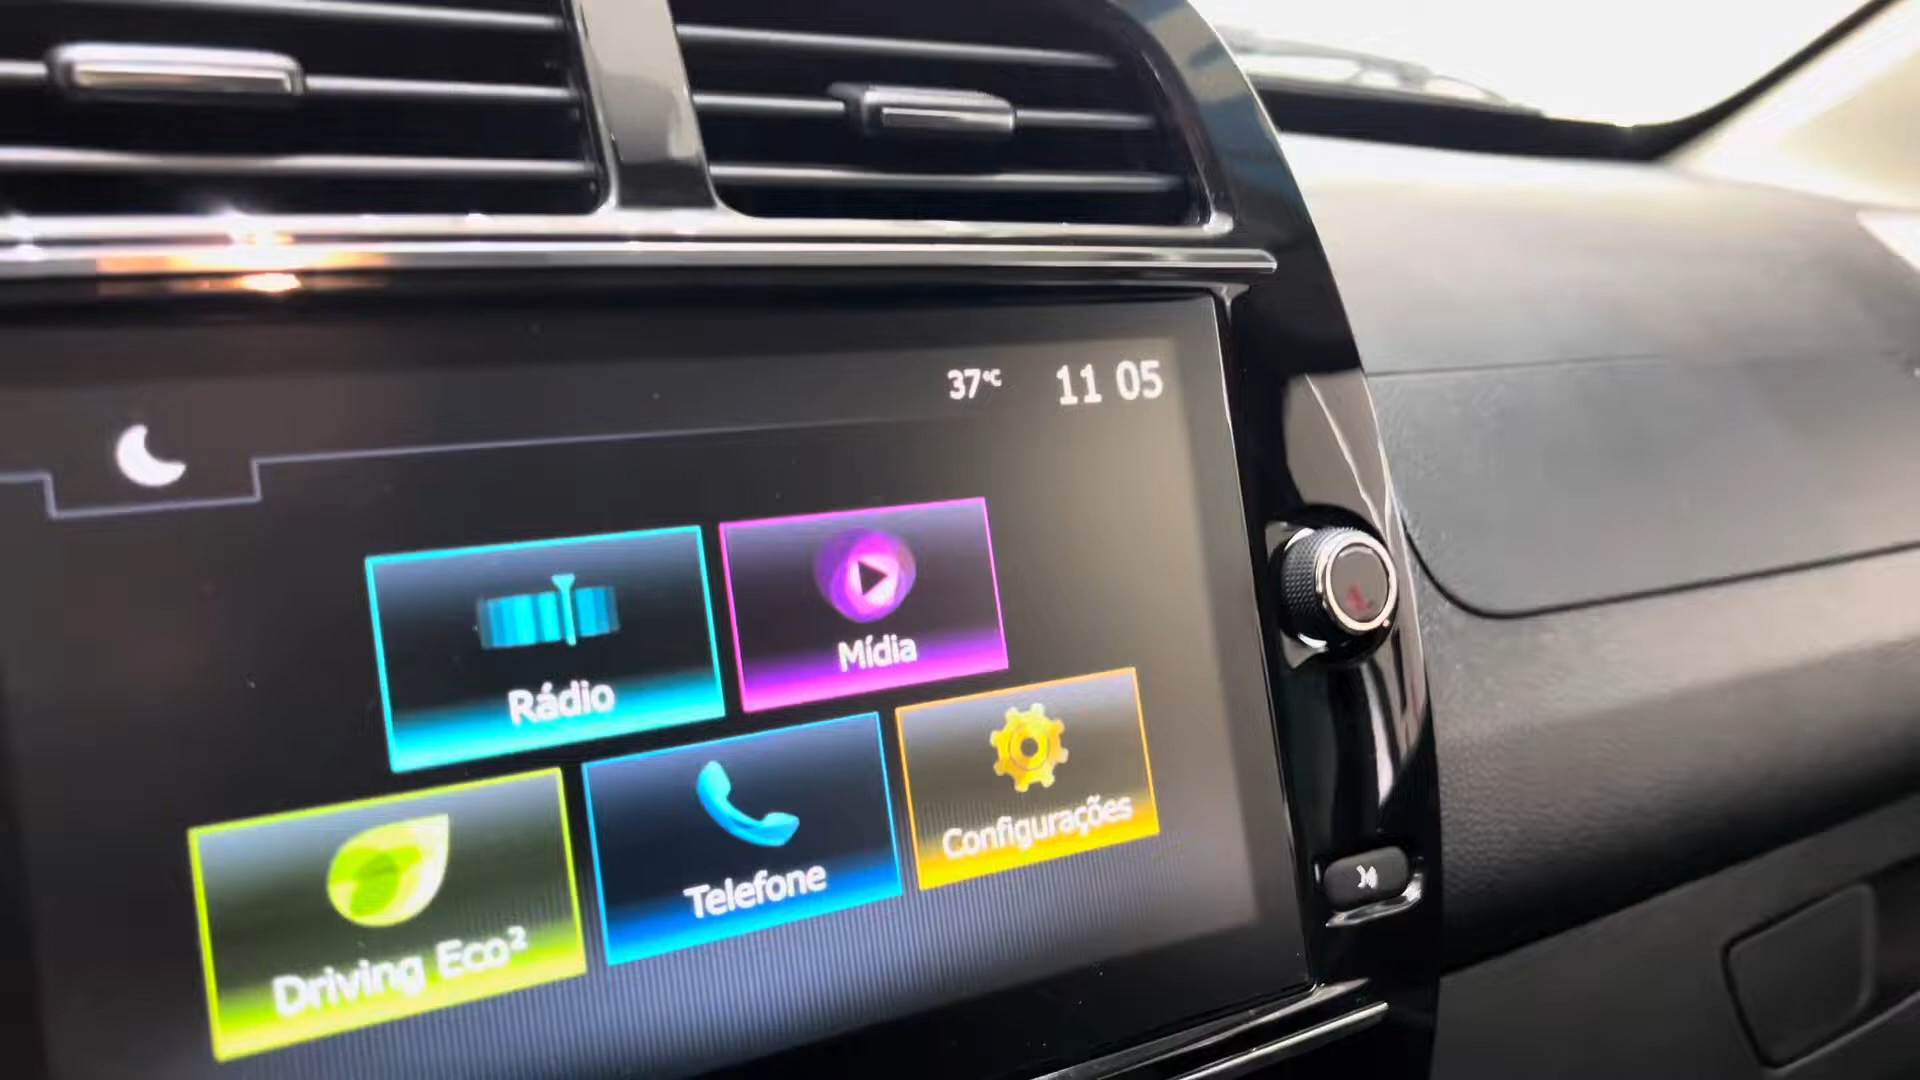 37°C 11 05
Rádio
Mídia
Driving Eco²
Telefone
Configurações